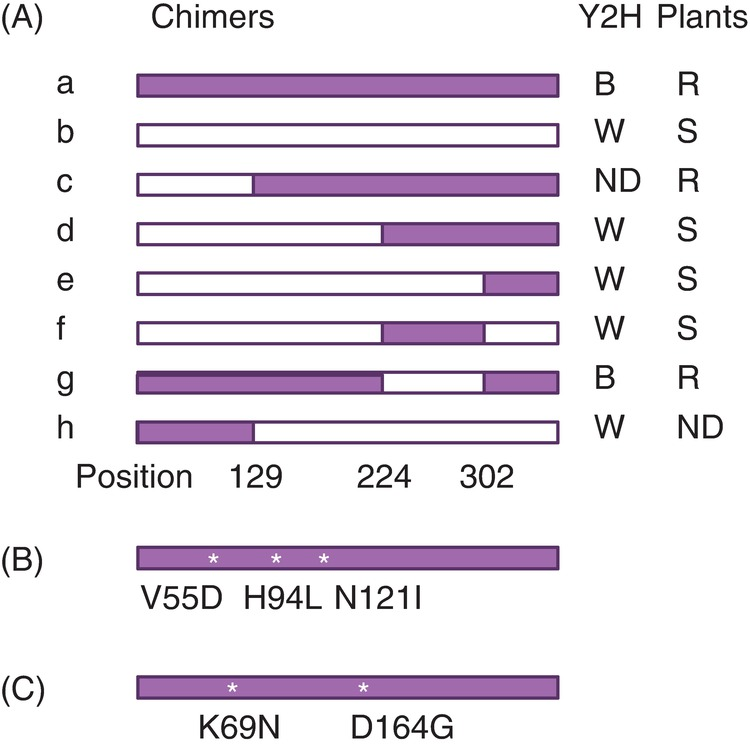 (A) Chimers Y2H Plants
a B R
b W S
c ND R
d W S
e W S
f W S
g B R
h W ND
Position 129 224 302
(B) * * *
V55D H94L N121I
(C) * *
K69N D164G